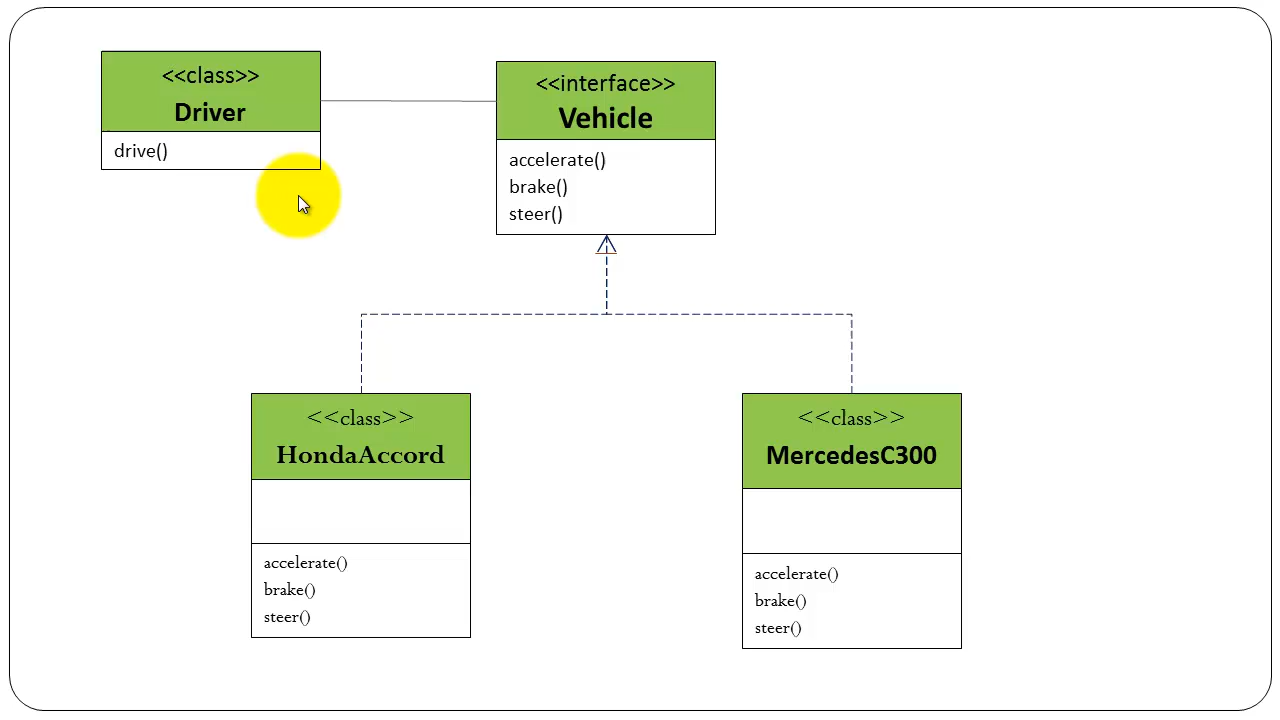 <<class>>
Driver
drive()
<<interface>>
Vehicle
accelerate()
brake()
steer()
<<class>>
HondaAccord
accelerate()
brake()
steer()
<<class>>
MercedesC300
accelerate()
brake()
steer()